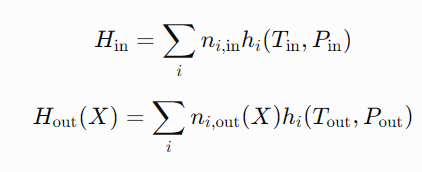 H_in = ∑_i n_{i,in} h_i(T_in, P_in)
H_out(X) = ∑_i n_{i,out}(X) h_i(T_out, P_out)